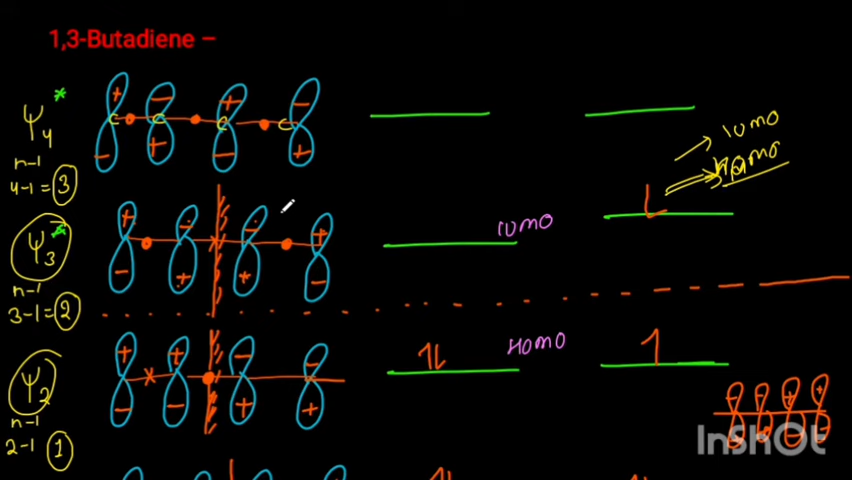 1,3-Butadiene –
ψ4 *
+ – + –
C C C C
– + – +
n-1
4-1 = 3
LUMO
HOMO
ψ3 *
+ - - +
LUMO
– + + –
n-1
3-1 = 2
ψ2
+ + – –
⥮ HOMO 1
– – + +
n-1
2-1 1
InShOt